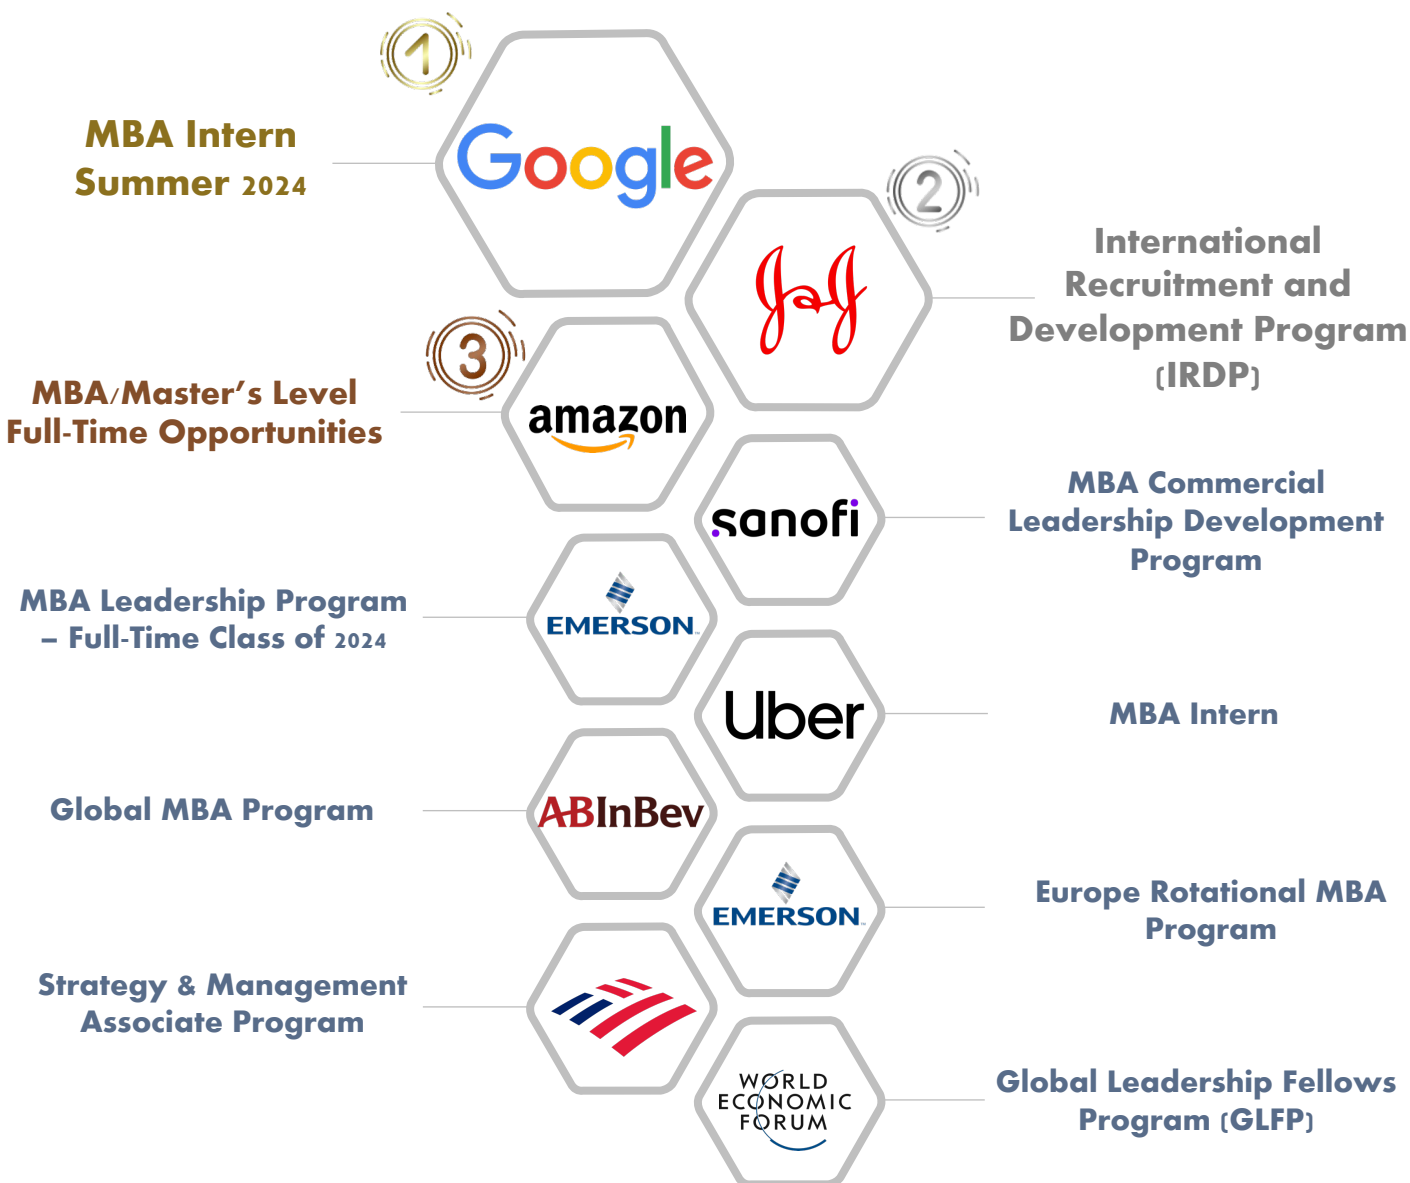 1
MBA Intern
Summer 2024
Google
2
J&J
International
Recruitment and
Development Program
(IRDP)
3
MBA/Master’s Level
Full-Time Opportunities
amazon
sanofi
MBA Commercial
Leadership Development
Program
MBA Leadership Program
– Full-Time Class of 2024
EMERSON™
Uber
MBA Intern
Global MBA Program
ABInBev
EMERSON™
Europe Rotational MBA
Program
Strategy & Management
Associate Program
WORLD
ECONOMIC
FORUM
Global Leadership Fellows
Program (GLFP)